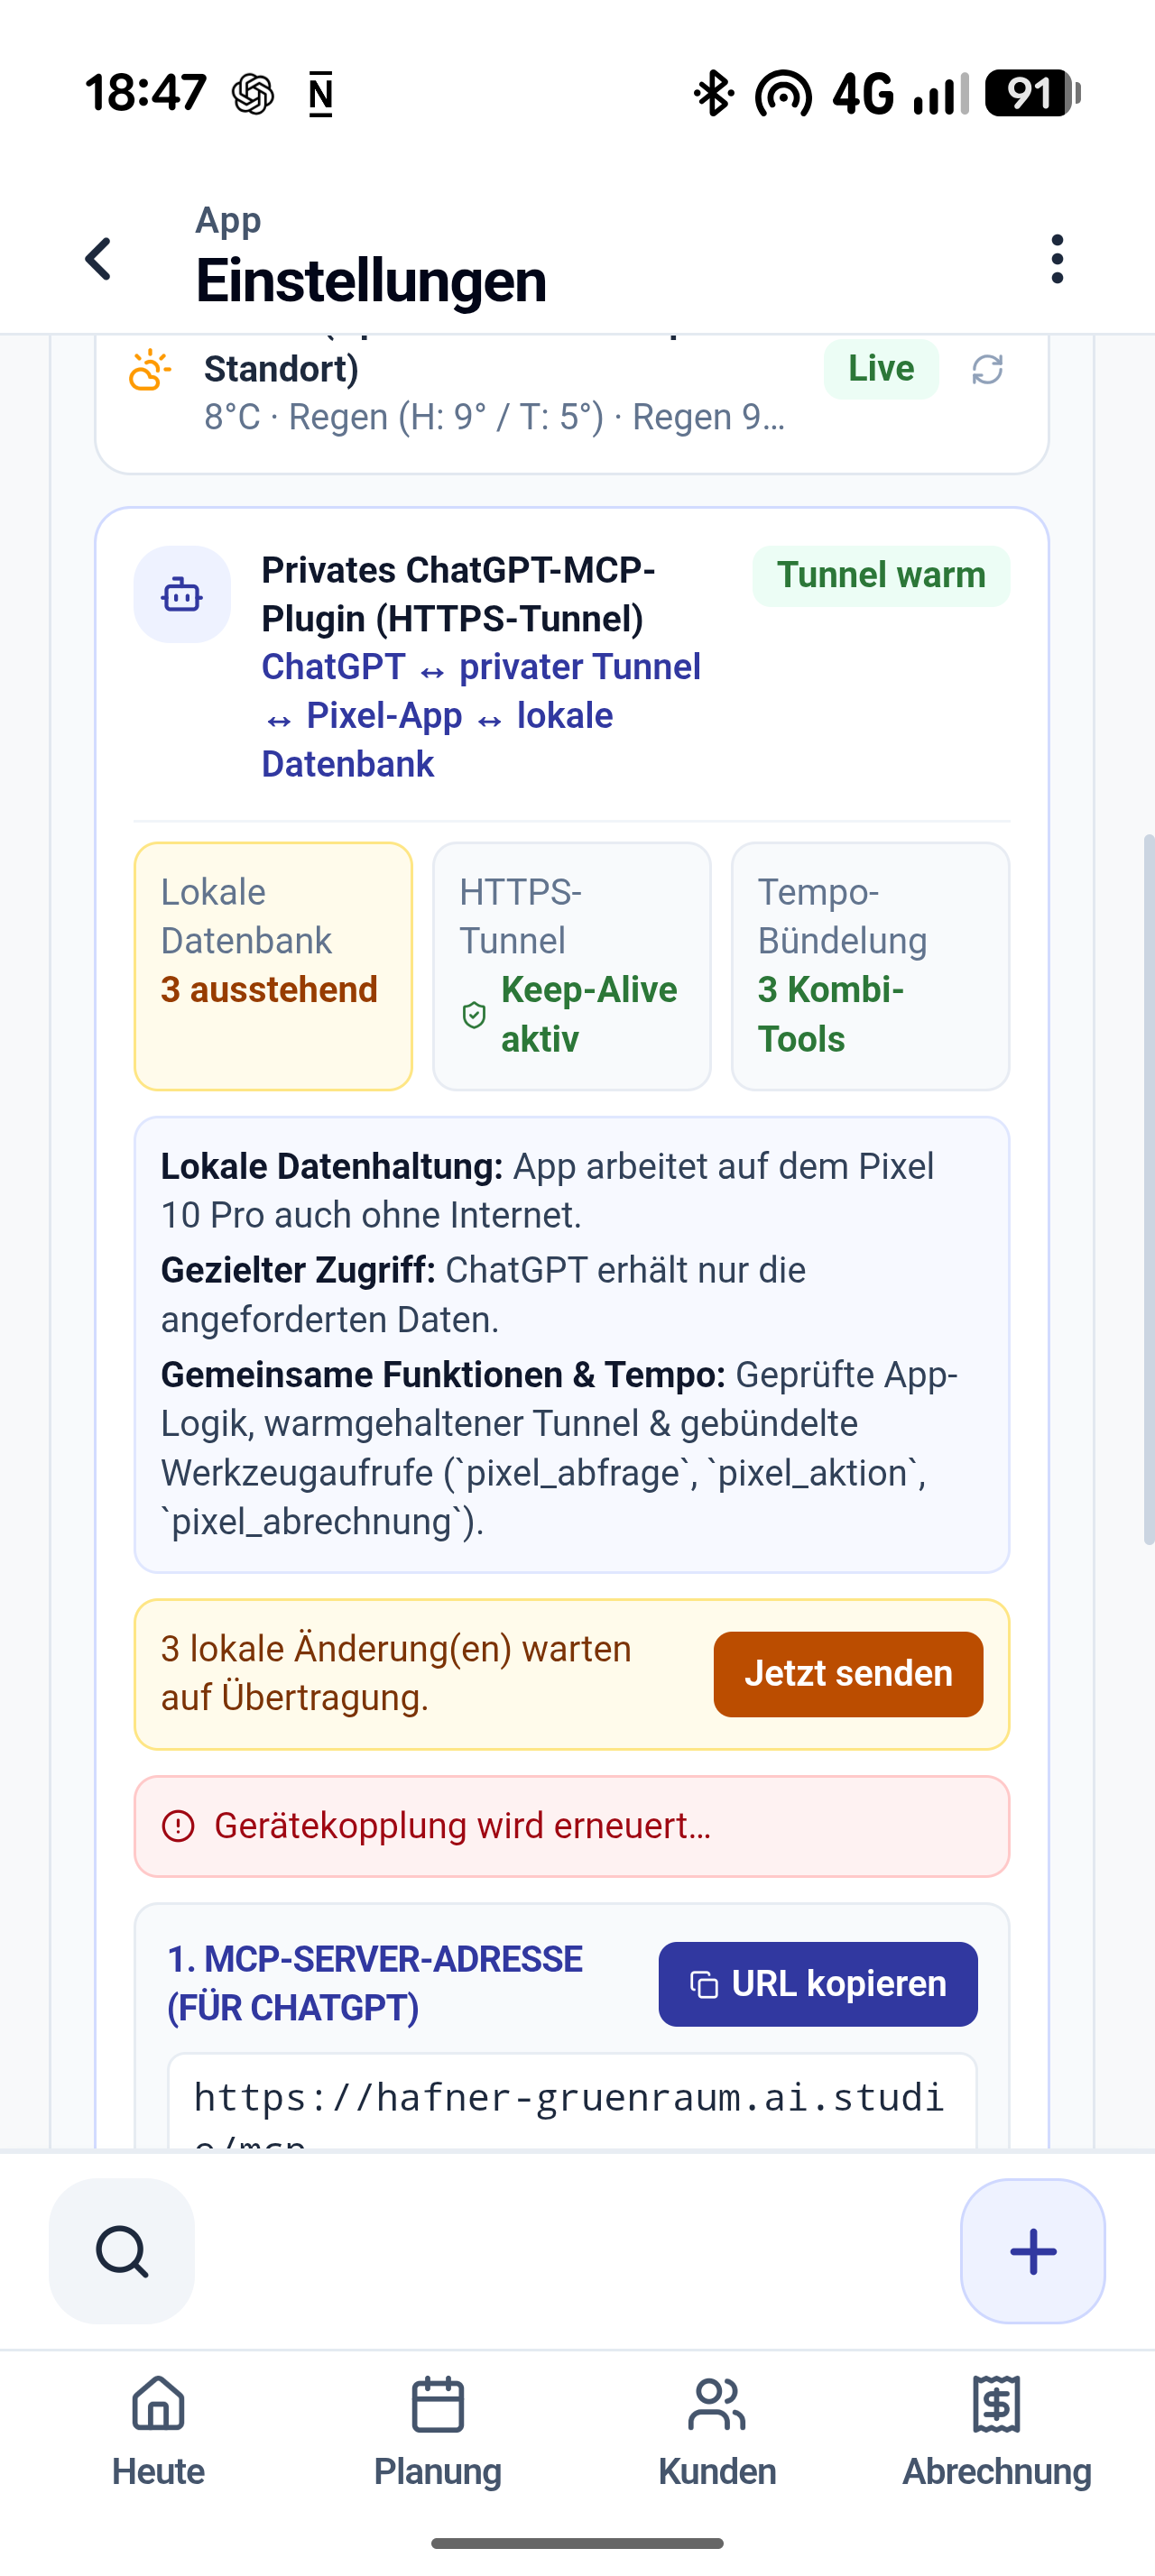 18:47 N 4G 91
App
Einstellungen
Standort)
Live
8°C · Regen (H: 9° / T: 5°) · Regen 9…
Privates ChatGPT-MCP-
Plugin (HTTPS-Tunnel)
Tunnel warm
ChatGPT ↔ privater Tunnel
↔ Pixel-App ↔ lokale
Datenbank
Lokale
Datenbank
3 ausstehend
HTTPS-
Tunnel
Keep-Alive
aktiv
Tempo-
Bündelung
3 Kombi-
Tools
Lokale Datenhaltung: App arbeitet auf dem Pixel
10 Pro auch ohne Internet.
Gezielter Zugriff: ChatGPT erhält nur die
angeforderten Daten.
Gemeinsame Funktionen & Tempo: Geprüfte App-
Logik, warmgehaltener Tunnel & gebündelte
Werkzeugaufrufe (`pixel_abfrage`, `pixel_aktion`,
`pixel_abrechnung`).
3 lokale Änderung(en) warten
auf Übertragung.
Jetzt senden
Gerätekopplung wird erneuert…
1. MCP-SERVER-ADRESSE
(FÜR CHATGPT)
URL kopieren
https://hafner-gruenraum.ai.studi
o/mcp
Heute
Planung
Kunden
Abrechnung